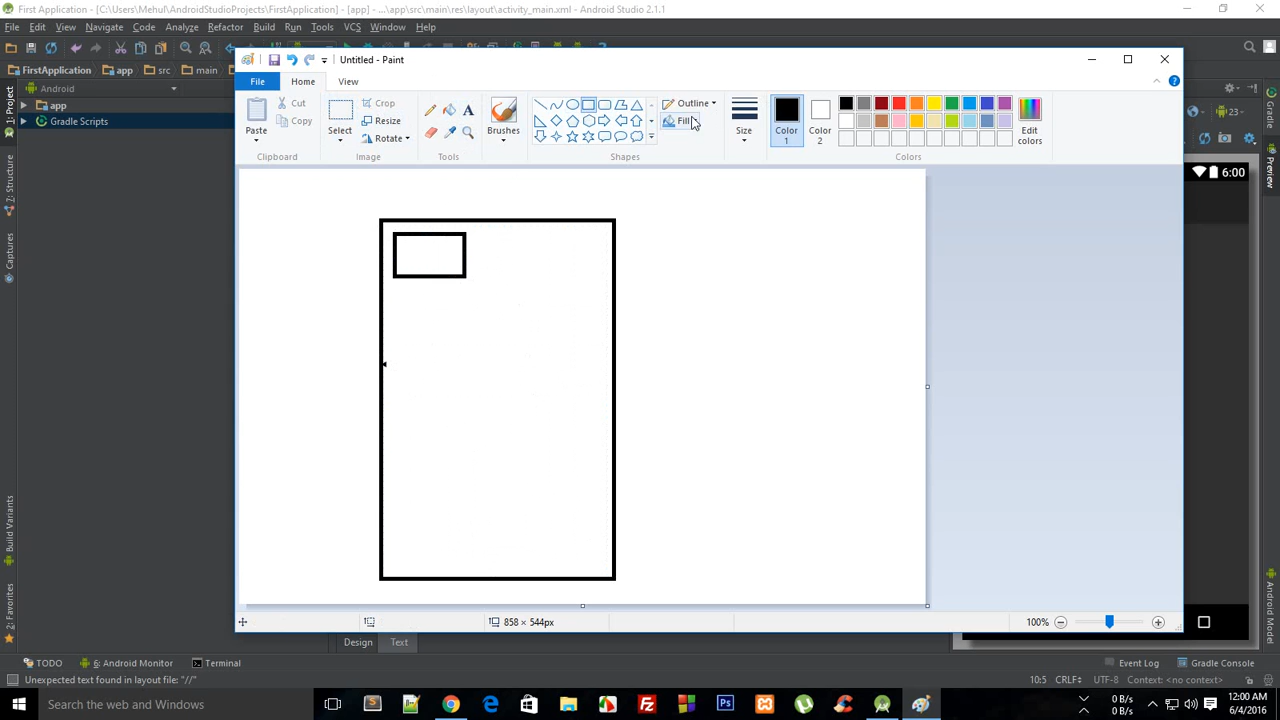 First Application - [C:\Users\Mehul\AndroidStudioProjects\FirstApplication] - [app] - ...\app\src\main\res\layout\activity_main.xml - Android Studio 2.1.1
File Edit View Navigate Code Analyze Refactor Build Run Tools VCS Window Help
FirstApplication app src main
Untitled - Paint
File Home View
Android
app
Gradle Scripts
Paste
Cut
Copy
Clipboard
Select
Crop
Resize
Rotate
Image
Tools
Brushes
Shapes
Outline
Fill
Size
Color 1
Color 2
Edit colors
Colors
23
6:00
1: Project
7: Structure
Captures
Build Variants
2: Favorites
Gradle
Preview
Android Model
858 × 544px
100%
Design Text
TODO 6: Android Monitor Terminal
Event Log Gradle Console
Unexpected text found in layout file: "//"
10:5 CRLF UTF-8 Context: <no context>
Search the web and Windows
0 B/s
0 B/s
12:00 AM
6/4/2016